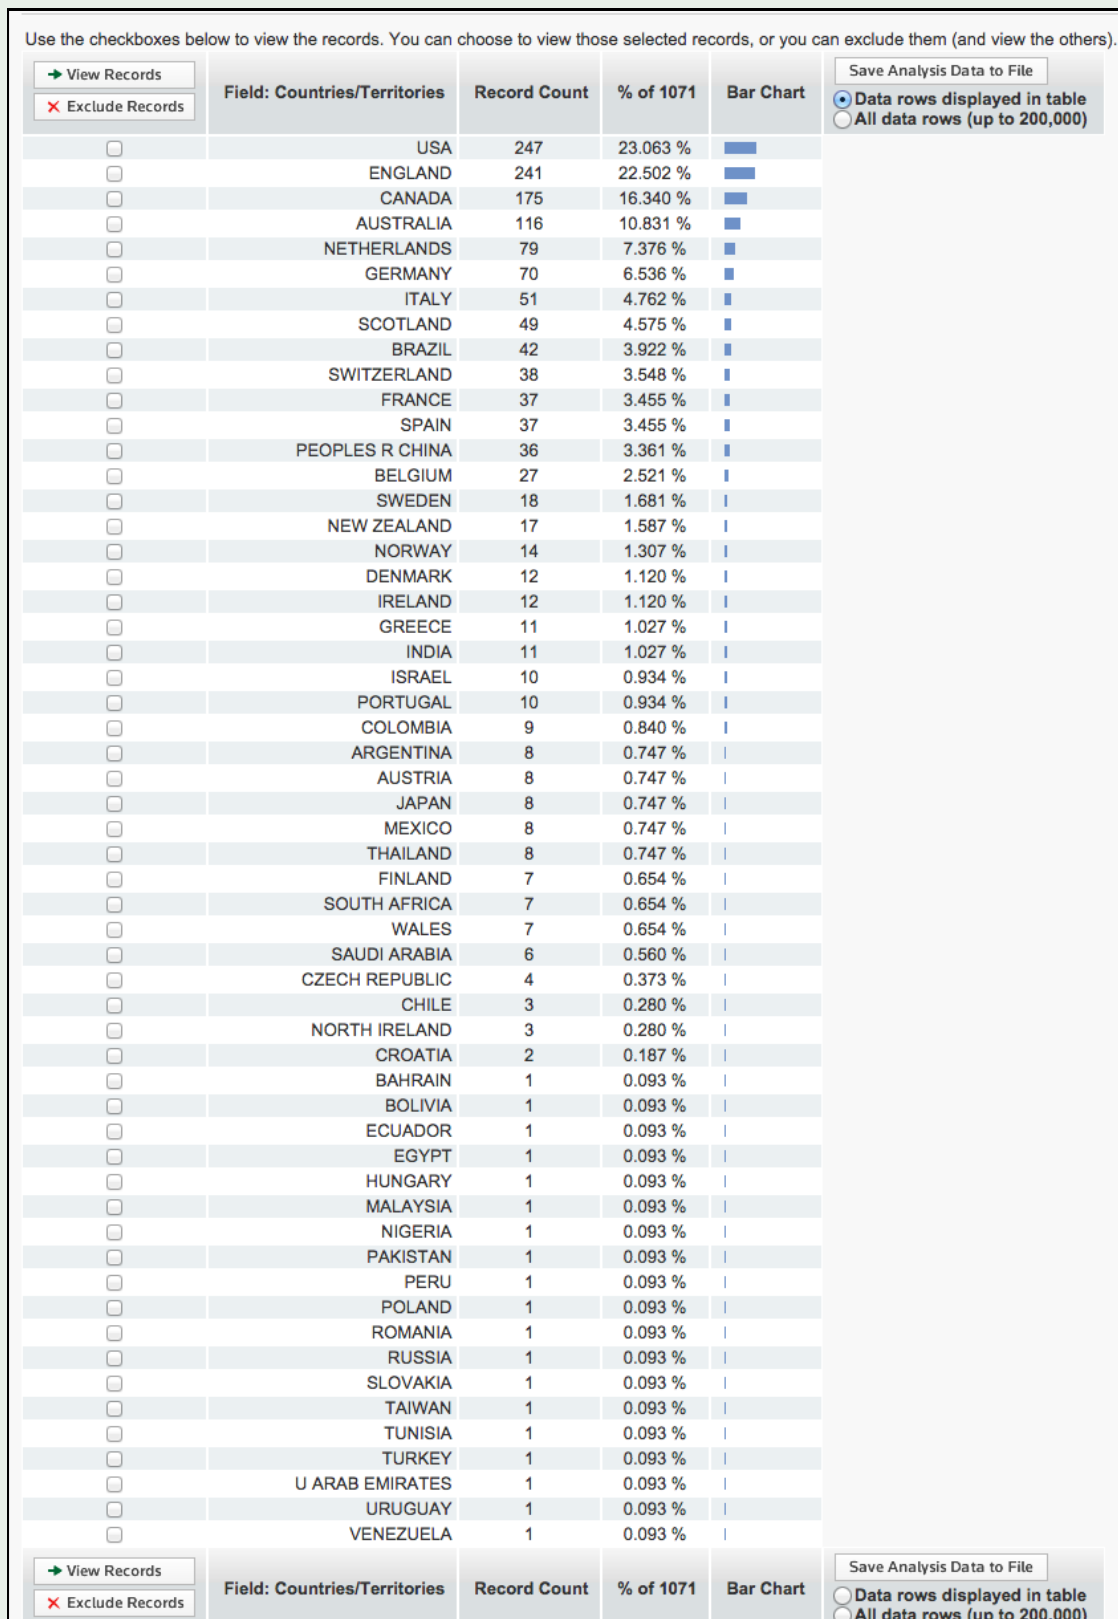 Use the checkboxes below to view the records. You can choose to view those selected records, or you can exclude them (and view the others).
View Records
Exclude Records
Field: Countries/Territories Record Count % of 1071 Bar Chart
Save Analysis Data to File
Data rows displayed in table
All data rows (up to 200,000)
USA 247 23.063 %
ENGLAND 241 22.502 %
CANADA 175 16.340 %
AUSTRALIA 116 10.831 %
NETHERLANDS 79 7.376 %
GERMANY 70 6.536 %
ITALY 51 4.762 %
SCOTLAND 49 4.575 %
BRAZIL 42 3.922 %
SWITZERLAND 38 3.548 %
FRANCE 37 3.455 %
SPAIN 37 3.455 %
PEOPLES R CHINA 36 3.361 %
BELGIUM 27 2.521 %
SWEDEN 18 1.681 %
NEW ZEALAND 17 1.587 %
NORWAY 14 1.307 %
DENMARK 12 1.120 %
IRELAND 12 1.120 %
GREECE 11 1.027 %
INDIA 11 1.027 %
ISRAEL 10 0.934 %
PORTUGAL 10 0.934 %
COLOMBIA 9 0.840 %
ARGENTINA 8 0.747 %
AUSTRIA 8 0.747 %
JAPAN 8 0.747 %
MEXICO 8 0.747 %
THAILAND 8 0.747 %
FINLAND 7 0.654 %
SOUTH AFRICA 7 0.654 %
WALES 7 0.654 %
SAUDI ARABIA 6 0.560 %
CZECH REPUBLIC 4 0.373 %
CHILE 3 0.280 %
NORTH IRELAND 3 0.280 %
CROATIA 2 0.187 %
BAHRAIN 1 0.093 %
BOLIVIA 1 0.093 %
ECUADOR 1 0.093 %
EGYPT 1 0.093 %
HUNGARY 1 0.093 %
MALAYSIA 1 0.093 %
NIGERIA 1 0.093 %
PAKISTAN 1 0.093 %
PERU 1 0.093 %
POLAND 1 0.093 %
ROMANIA 1 0.093 %
RUSSIA 1 0.093 %
SLOVAKIA 1 0.093 %
TAIWAN 1 0.093 %
TUNISIA 1 0.093 %
TURKEY 1 0.093 %
U ARAB EMIRATES 1 0.093 %
URUGUAY 1 0.093 %
VENEZUELA 1 0.093 %
View Records
Exclude Records
Field: Countries/Territories Record Count % of 1071 Bar Chart
Save Analysis Data to File
Data rows displayed in table
All data rows (up to 200,000)